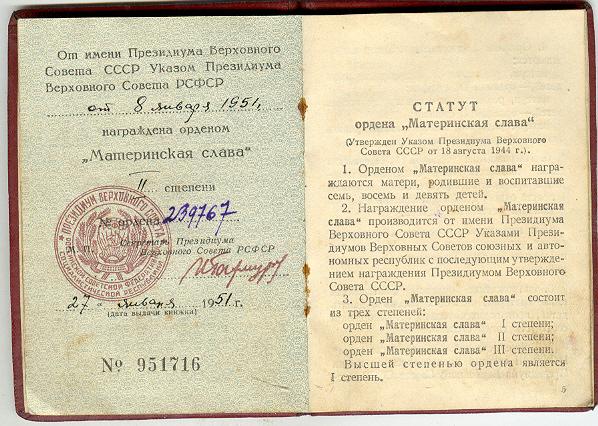 От имени Президиума Верховного
Совета СССР Указом Президиума
Верховного Совета РСФСР
от 8 января 1951г.
награждена орденом
„Материнская слава"
II степени
№ ордена 239767
М. П.
Секретарь Президиума
Верховного Совета РСФСР
27 января 1951 г.
(дата выдачи книжки)
№ 951716
ПРЕЗИДИУМ ВЕРХОВНОГО СОВЕТА
СТАТУТ
ордена „Материнская слава"
(Утвержден Указом Президиума Верховного
Совета СССР от 18 августа 1944 г.).
1. Орденом „Материнская слава" награ-
ждаются матери, родившие и воспитавшие
семь, восемь и девять детей.
2. Награждение орденом „Материнская
слава" производится от имени Президиума
Верховного Совета СССР Указами Прези-
диумов Верховных Советов союзных и авто-
номных республик с последующим утвержде-
нием награждения Президиумом Верховного
Совета СССР.
3. Орден „Материнская слава" состоит
из трех степеней:
орден „Материнская слава" I степени;
орден „Материнская слава" II степени;
орден „Материнская слава" III степени.
Высшей степенью ордена является
I степень.
5